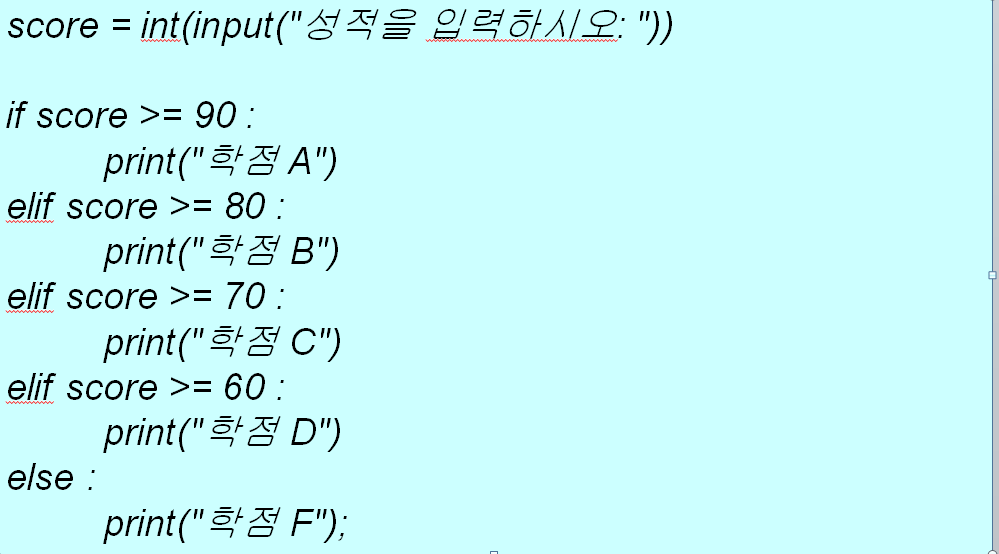 score = int(input("성적을 입력하시오: "))
if score >= 90 :
print("학점 A")
elif score >= 80 :
print("학점 B")
elif score >= 70 :
print("학점 C")
elif score >= 60 :
print("학점 D")
else :
print("학점 F");